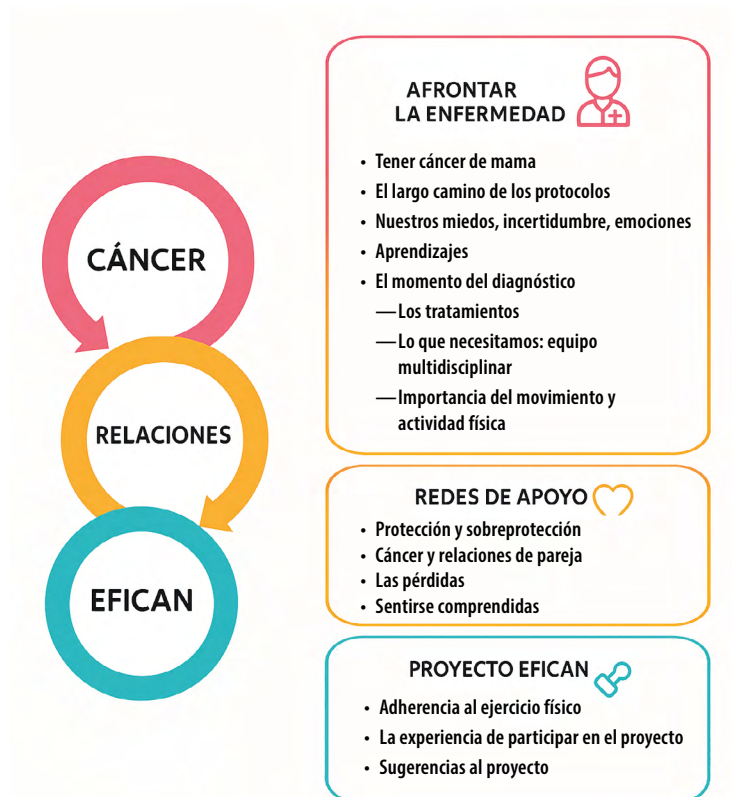 CÁNCER
RELACIONES
EFICAN
AFRONTAR
LA ENFERMEDAD
• Tener cáncer de mama
• El largo camino de los protocolos
• Nuestros miedos, incertidumbre, emociones
• Aprendizajes
• El momento del diagnóstico
—Los tratamientos
—Lo que necesitamos: equipo
multidisciplinar
—Importancia del movimiento y
actividad física
REDES DE APOYO
• Protección y sobreprotección
• Cáncer y relaciones de pareja
• Las pérdidas
• Sentirse comprendidas
PROYECTO EFICAN
• Adherencia al ejercicio físico
• La experiencia de participar en el proyecto
• Sugerencias al proyecto